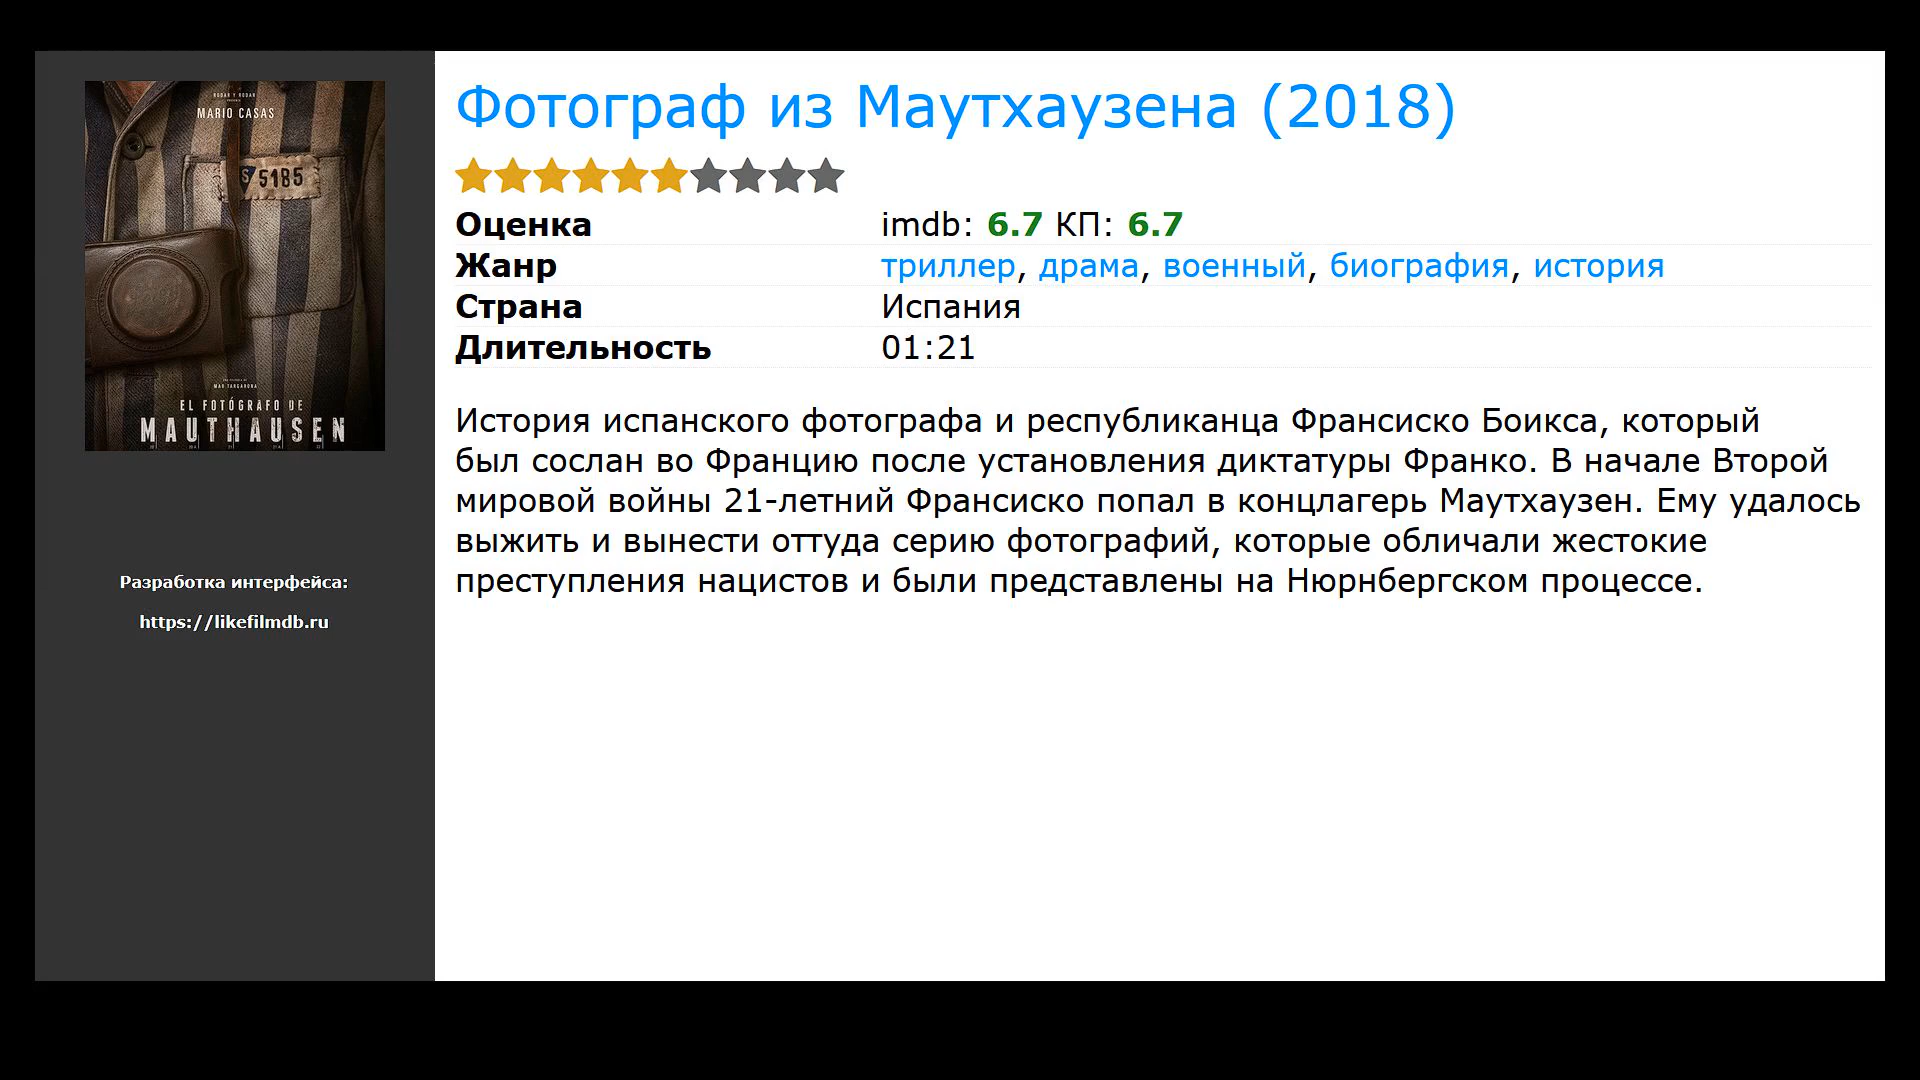 RODAR Y RODAR
MARIO CASAS
S 5185
MAR TARGARONA
EL FOTÓGRAFO DE
MAUTHAUSEN
Разработка интерфейса:
https://likefilmdb.ru
Фотограф из Маутхаузена (2018)
Оценка imdb: 6.7 КП: 6.7
Жанр триллер, драма, военный, биография, история
Страна Испания
Длительность 01:21
История испанского фотографа и республиканца Франсиско Боикса, который
был сослан во Францию после установления диктатуры Франко. В начале Второй
мировой войны 21-летний Франсиско попал в концлагерь Маутхаузен. Ему удалось
выжить и вынести оттуда серию фотографий, которые обличали жестокие
преступления нацистов и были представлены на Нюрнбергском процессе.